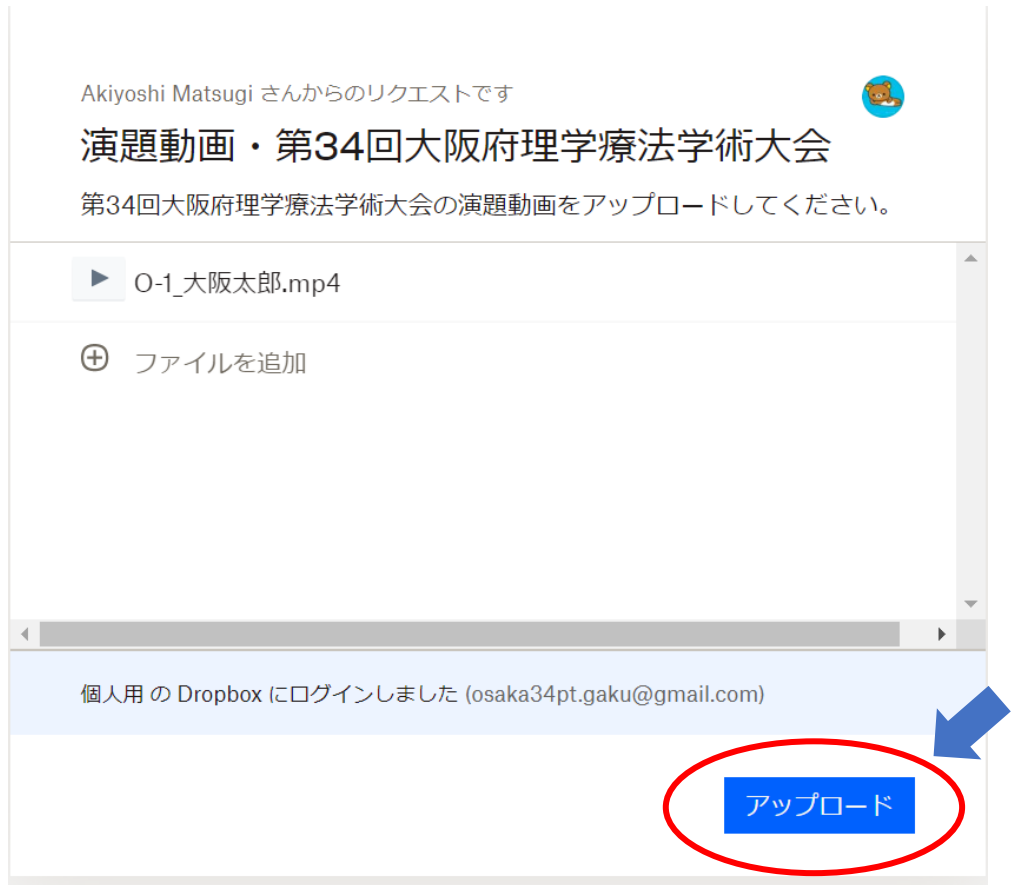 Akiyoshi Matsugi さんからのリクエストです
演題動画・第34回大阪府理学療法学術大会
第34回大阪府理学療法学術大会の演題動画をアップロードしてください。
O-1_大阪太郎.mp4
ファイルを追加
個人用 の Dropbox にログインしました (osaka34pt.gaku@gmail.com)
アップロード